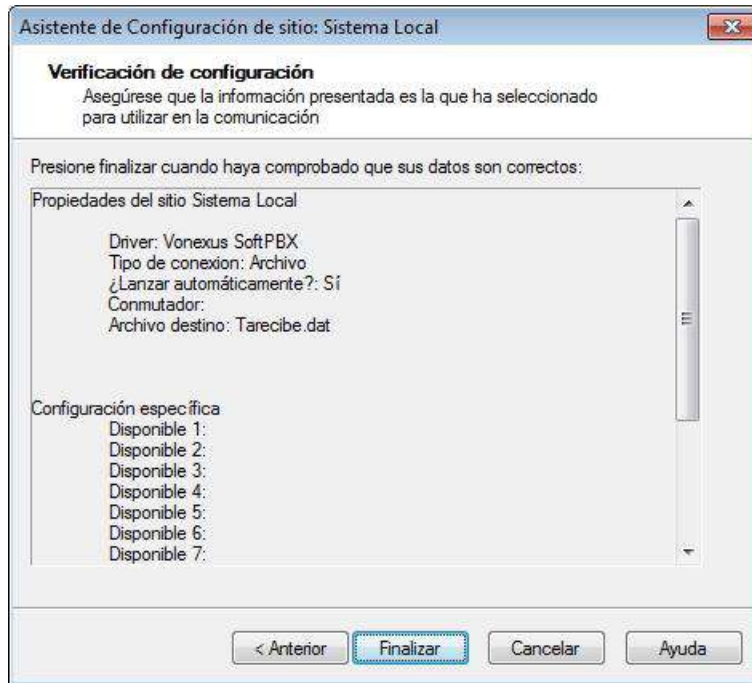 Asistente de Configuración de sitio: Sistema Local
Verificación de configuración
Asegúrese que la información presentada es la que ha seleccionado
para utilizar en la comunicación
Presione finalizar cuando haya comprobado que sus datos son correctos:
Propiedades del sitio Sistema Local
Driver: Vonexus SoftPBX
Tipo de conexion: Archivo
¿Lanzar automáticamente?: Sí
Conmutador:
Archivo destino: Tarecibe.dat
Configuración específica
Disponible 1:
Disponible 2:
Disponible 3:
Disponible 4:
Disponible 5:
Disponible 6:
Disponible 7:
< Anterior Finalizar Cancelar Ayuda